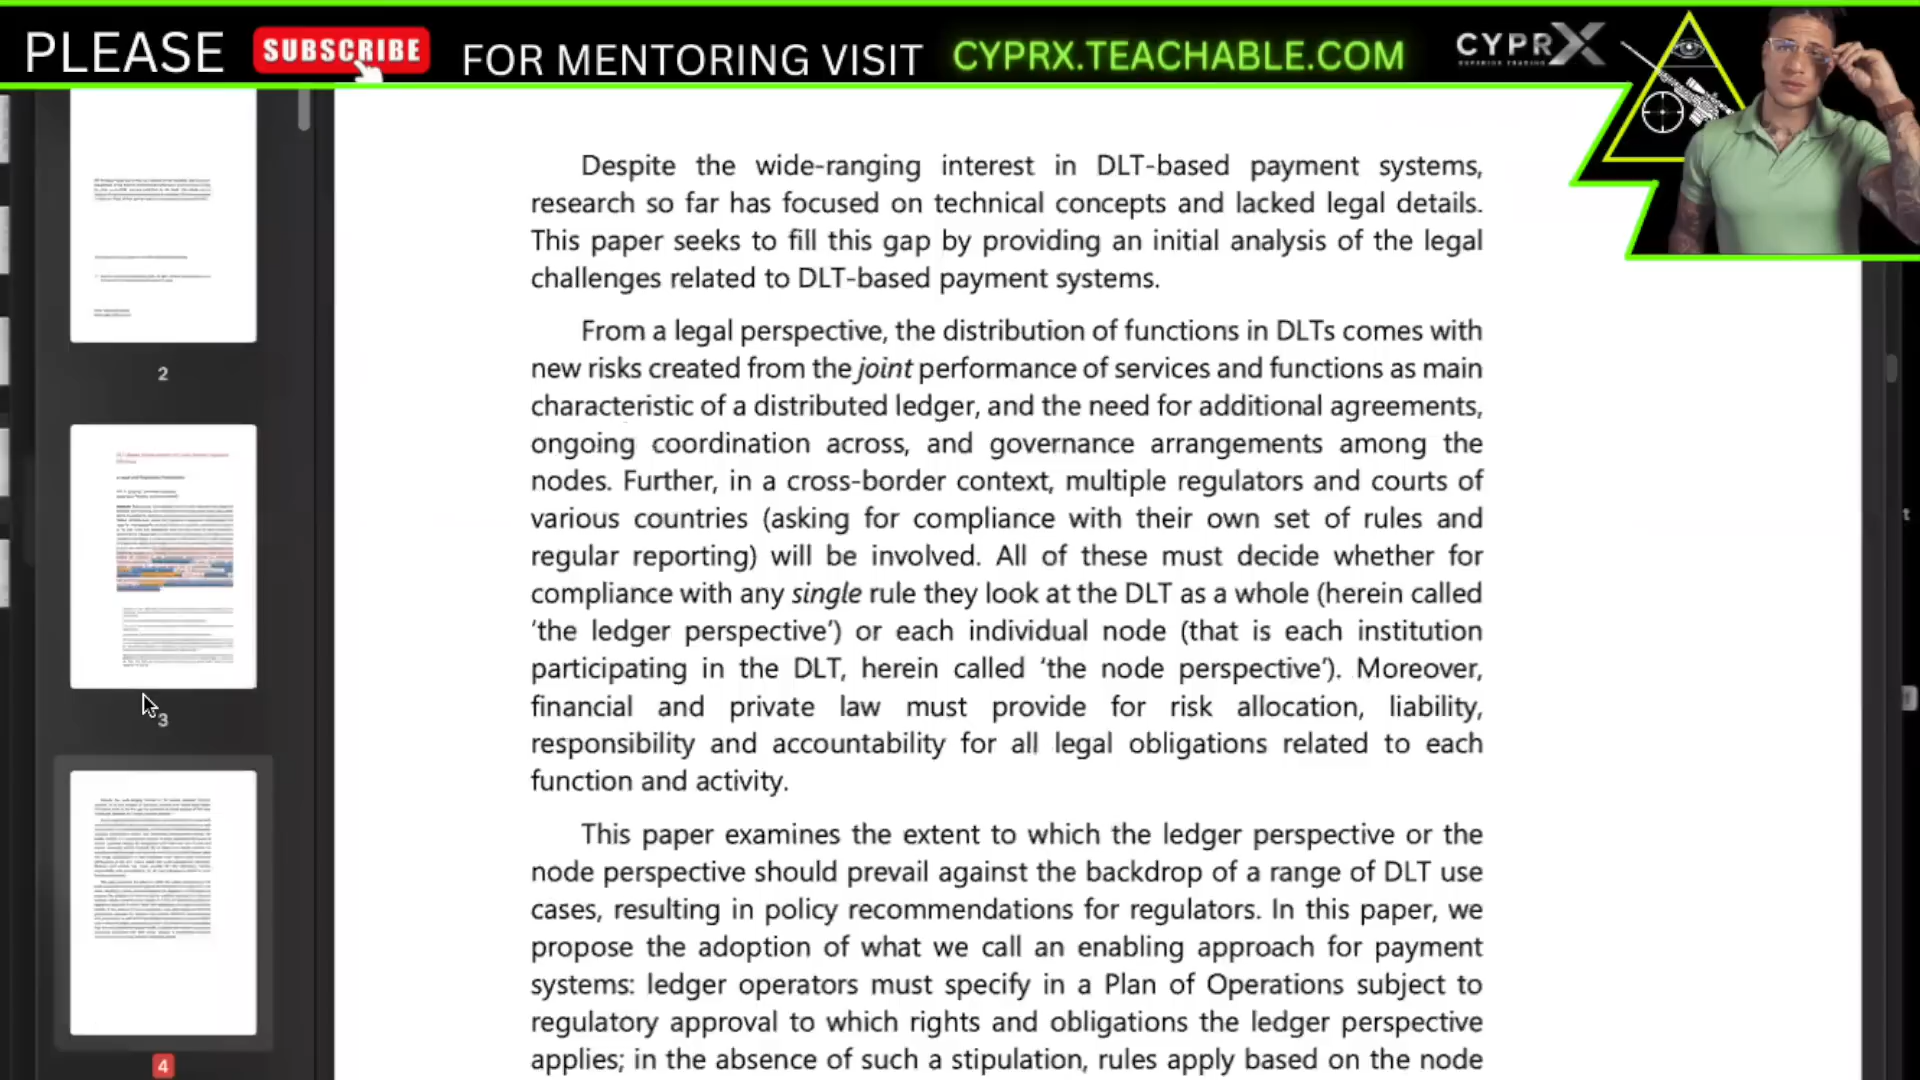 PLEASE SUBSCRIBE FOR MENTORING VISIT CYPRX.TEACHABLE.COM CYPRX
SUPERIOR TRADING
Despite the wide-ranging interest in DLT-based payment systems,
research so far has focused on technical concepts and lacked legal details.
This paper seeks to fill this gap by providing an initial analysis of the legal
challenges related to DLT-based payment systems.
From a legal perspective, the distribution of functions in DLTs comes with
new risks created from the joint performance of services and functions as main
characteristic of a distributed ledger, and the need for additional agreements,
ongoing coordination across, and governance arrangements among the
nodes. Further, in a cross-border context, multiple regulators and courts of
various countries (asking for compliance with their own set of rules and
regular reporting) will be involved. All of these must decide whether for
compliance with any single rule they look at the DLT as a whole (herein called
‘the ledger perspective’) or each individual node (that is each institution
participating in the DLT, herein called ‘the node perspective’). Moreover,
financial and private law must provide for risk allocation, liability,
responsibility and accountability for all legal obligations related to each
function and activity.
This paper examines the extent to which the ledger perspective or the
node perspective should prevail against the backdrop of a range of DLT use
cases, resulting in policy recommendations for regulators. In this paper, we
propose the adoption of what we call an enabling approach for payment
systems: ledger operators must specify in a Plan of Operations subject to
regulatory approval to which rights and obligations the ledger perspective
applies; in the absence of such a stipulation, rules apply based on the node
2
3
4